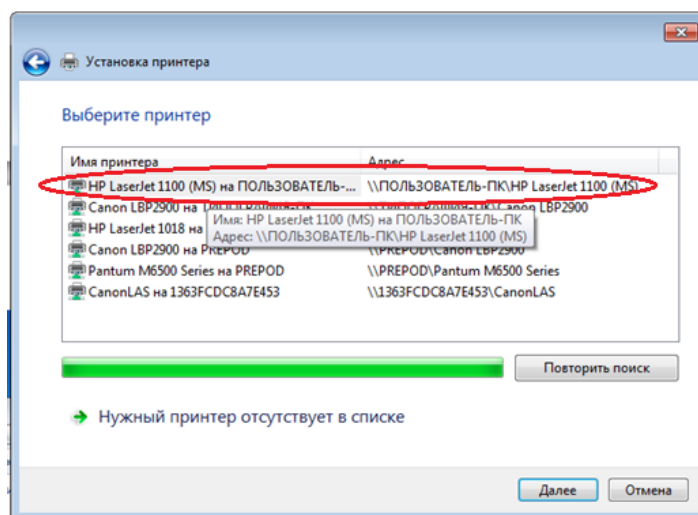 Установка принтера
Выберите принтер
Имя принтера Адрес
HP LaserJet 1100 (MS) на ПОЛЬЗОВАТЕЛЬ-... \\ПОЛЬЗОВАТЕЛЬ-ПК\HP LaserJet 1100 (MS)
Canon LBP2900 на LBP2900
Имя: HP LaserJet 1100 (MS) на ПОЛЬЗОВАТЕЛЬ-ПК
HP LaserJet 1018 на
Адрес: \\ПОЛЬЗОВАТЕЛЬ-ПК\HP LaserJet 1100 (MS)
Canon LBP2900 на PREPOD \\PREPOD\Canon LBP2900
Pantum M6500 Series на PREPOD \\PREPOD\Pantum M6500 Series
CanonLAS на 1363FCDC8A7E453 \\1363FCDC8A7E453\CanonLAS
Повторить поиск
Нужный принтер отсутствует в списке
Далее Отмена